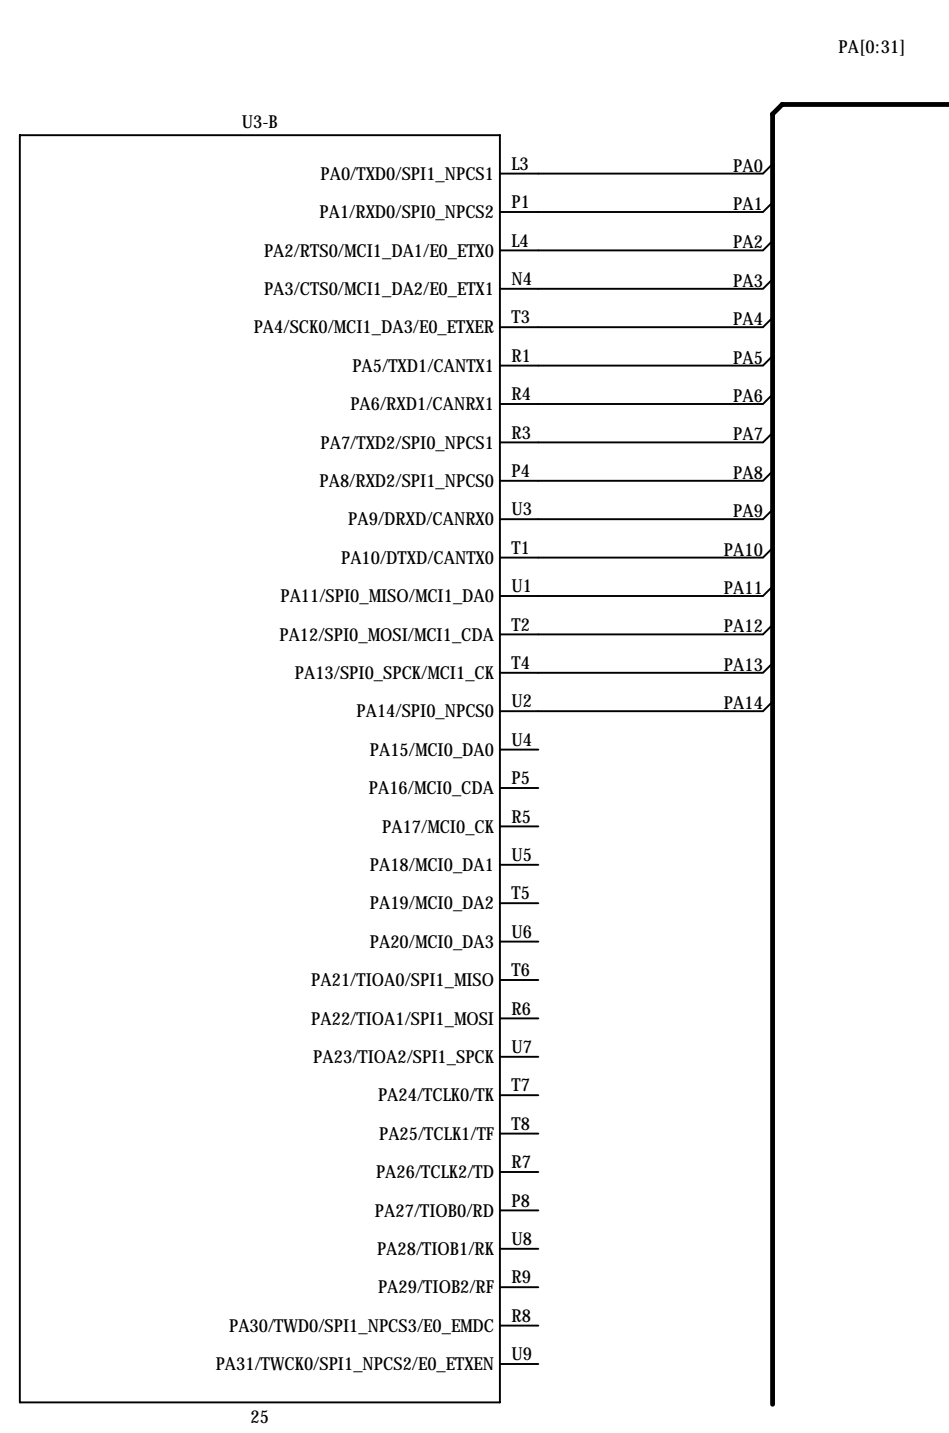 PA[0:31]
U3-B
PA0/TXD0/SPI1_NPCS1 L3 PA0
PA1/RXD0/SPI0_NPCS2 P1 PA1
PA2/RTS0/MCI1_DA1/E0_ETX0 L4 PA2
PA3/CTS0/MCI1_DA2/E0_ETX1 N4 PA3
PA4/SCK0/MCI1_DA3/E0_ETXER T3 PA4
PA5/TXD1/CANTX1 R1 PA5
PA6/RXD1/CANRX1 R4 PA6
PA7/TXD2/SPI0_NPCS1 R3 PA7
PA8/RXD2/SPI1_NPCS0 P4 PA8
PA9/DRXD/CANRX0 U3 PA9
PA10/DTXD/CANTX0 T1 PA10
PA11/SPI0_MISO/MCI1_DA0 U1 PA11
PA12/SPI0_MOSI/MCI1_CDA T2 PA12
PA13/SPI0_SPCK/MCI1_CK T4 PA13
PA14/SPI0_NPCS0 U2 PA14
PA15/MCI0_DA0 U4
PA16/MCI0_CDA P5
PA17/MCI0_CK R5
PA18/MCI0_DA1 U5
PA19/MCI0_DA2 T5
PA20/MCI0_DA3 U6
PA21/TIOA0/SPI1_MISO T6
PA22/TIOA1/SPI1_MOSI R6
PA23/TIOA2/SPI1_SPCK U7
PA24/TCLK0/TK T7
PA25/TCLK1/TF T8
PA26/TCLK2/TD R7
PA27/TIOB0/RD P8
PA28/TIOB1/RK U8
PA29/TIOB2/RF R9
PA30/TWD0/SPI1_NPCS3/E0_EMDC R8
PA31/TWCK0/SPI1_NPCS2/E0_ETXEN U9
25